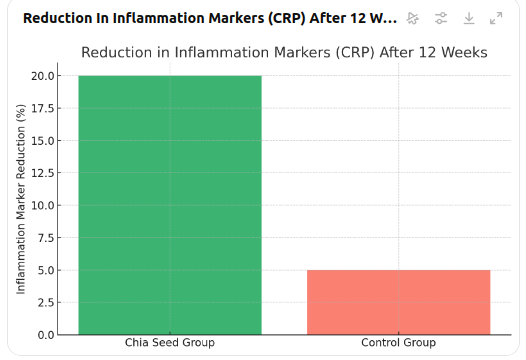 Reduction In Inflammation Markers (CRP) After 12 W...
Reduction in Inflammation Markers (CRP) After 12 Weeks
Inflammation Marker Reduction (%)
20.0
17.5
15.0
12.5
10.0
7.5
5.0
2.5
0.0
Chia Seed Group
Control Group